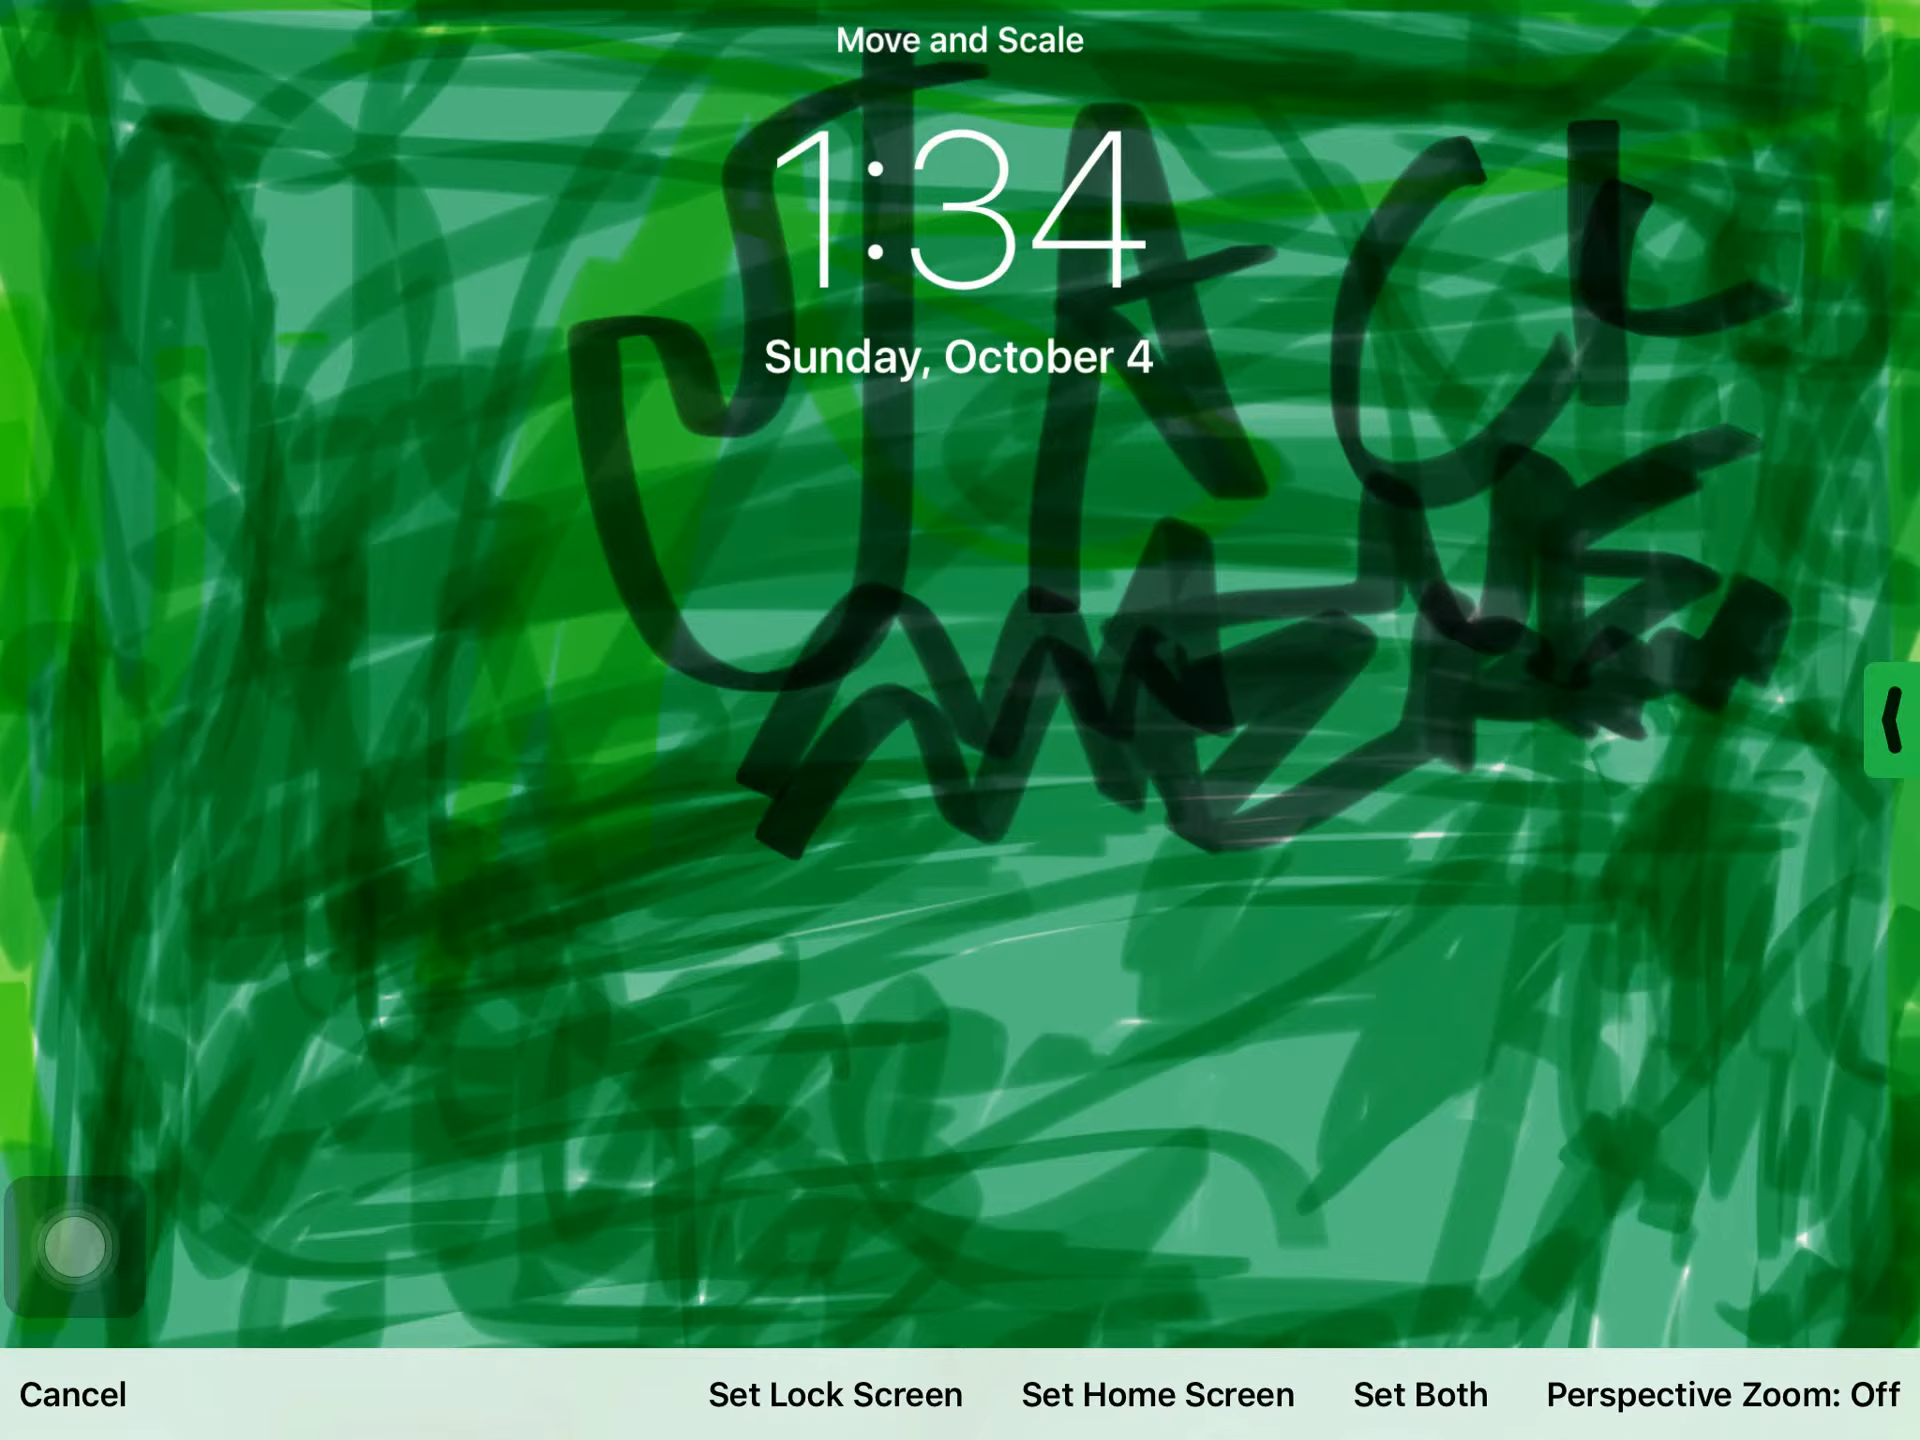 Move and Scale
1:34
Sunday, October 4
JACK
Cancel Set Lock Screen Set Home Screen Set Both Perspective Zoom: Off